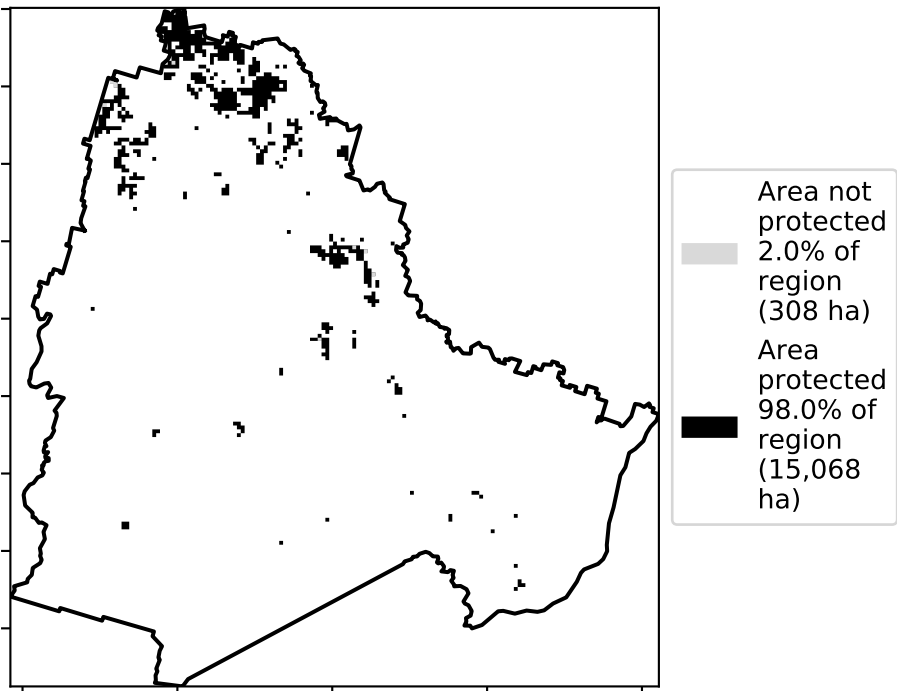 Area not
protected
2.0% of
region
(308 ha)
Area
protected
98.0% of
region
(15,068
ha)